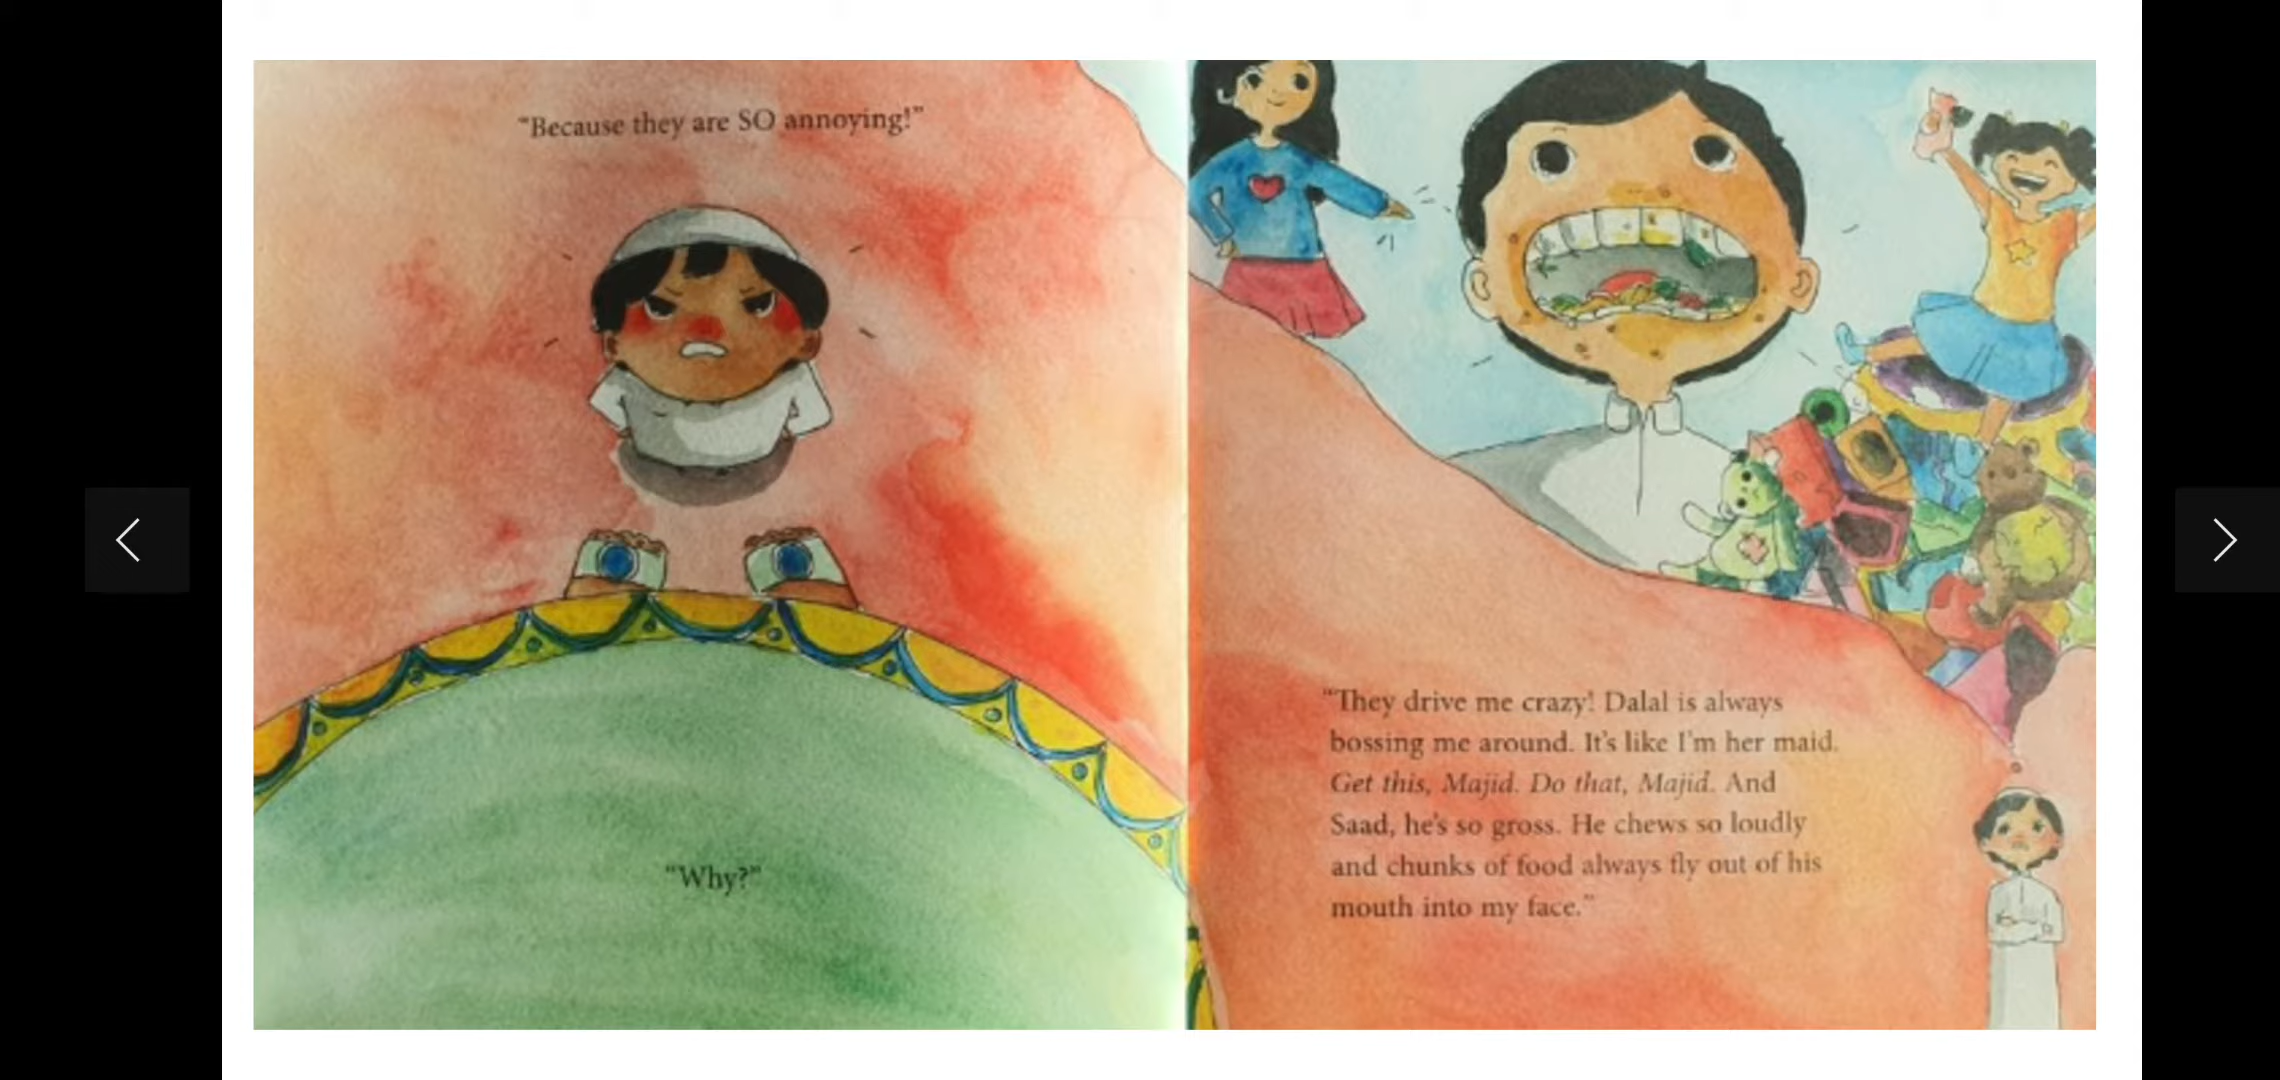 "Because they are SO annoying!"
"Why?"
"They drive me crazy! Dalal is always
bossing me around. It's like I'm her maid.
Get this, Majid. Do that, Majid. And
Saad, he's so gross. He chews so loudly
and chunks of food always fly out of his
mouth into my face."